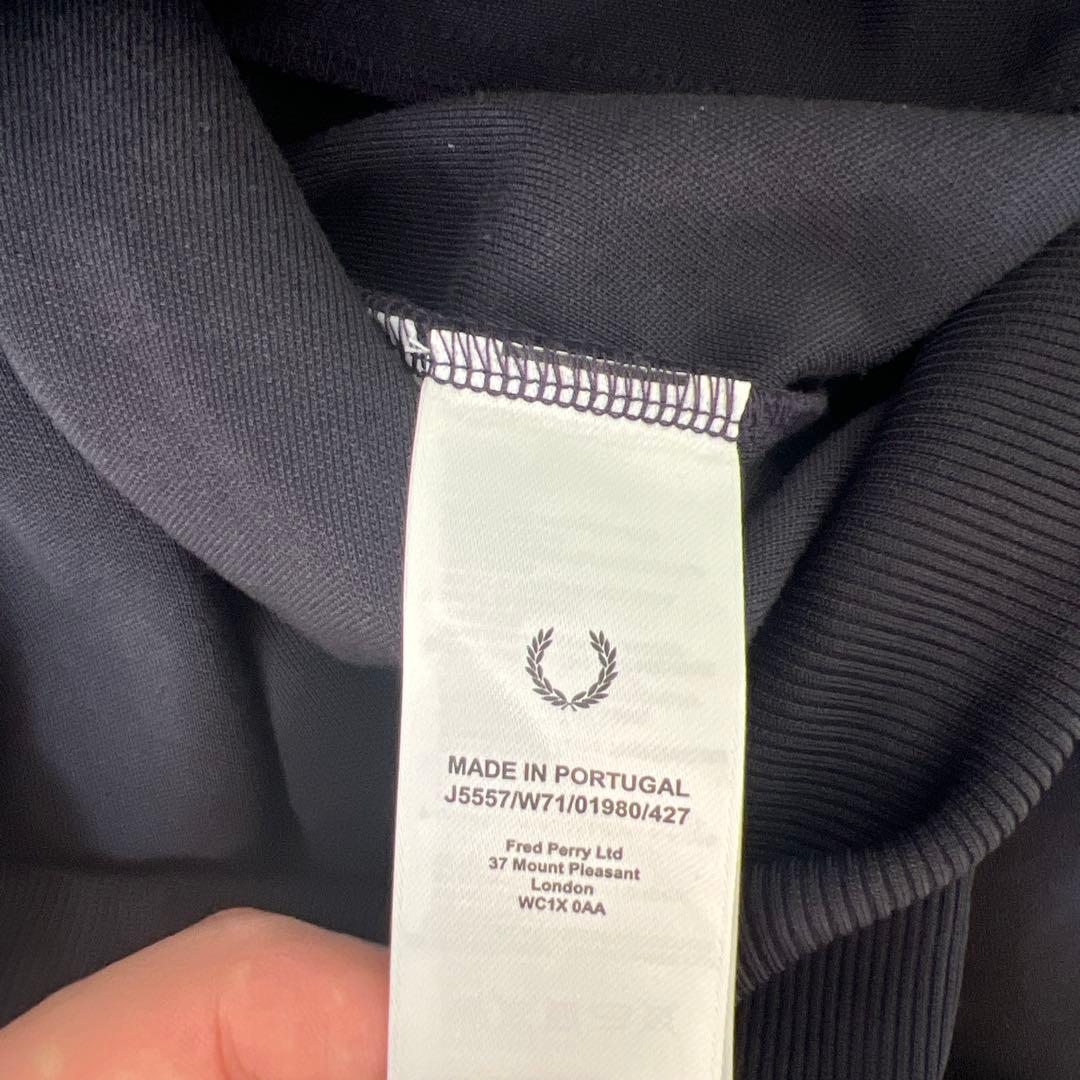 MADE IN PORTUGAL
J5557/W71/01980/427
Fred Perry Ltd
37 Mount Pleasant
London
WC1X 0AA